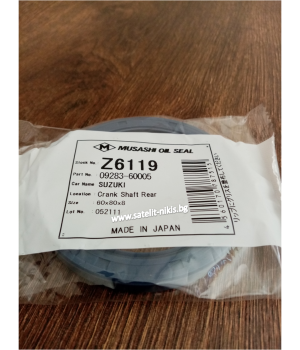 M MUSASHI OIL SEAL
Stock No. Z6119
Part No 09283-60005
Car Name SUZUKI
Location Crank Shaft Rear
Size 60x80x8
Lot No. 052111
www.satelit-nikis.bg
MADE IN JAPAN